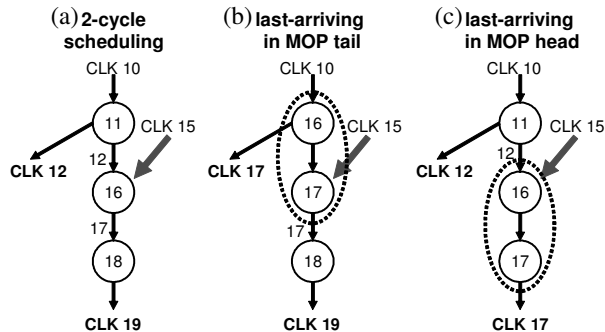 (a) 2-cycle scheduling
CLK 10
11
12
CLK 15
CLK 12
16
17
18
CLK 19
(b) last-arriving in MOP tail
CLK 10
16
CLK 15
CLK 17
17
17
18
CLK 19
(c) last-arriving in MOP head
CLK 10
11
CLK 15
12
CLK 12
16
17
CLK 17